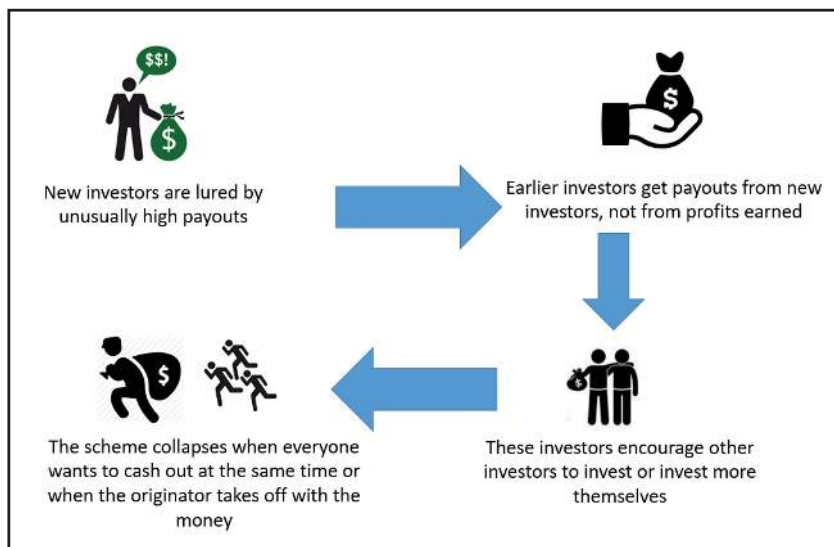 $$!
$
New investors are lured by
unusually high payouts
$
Earlier investors get payouts from new
investors, not from profits earned
$
These investors encourage other
investors to invest or invest more
themselves
$
The scheme collapses when everyone
wants to cash out at the same time or
when the originator takes off with the
money